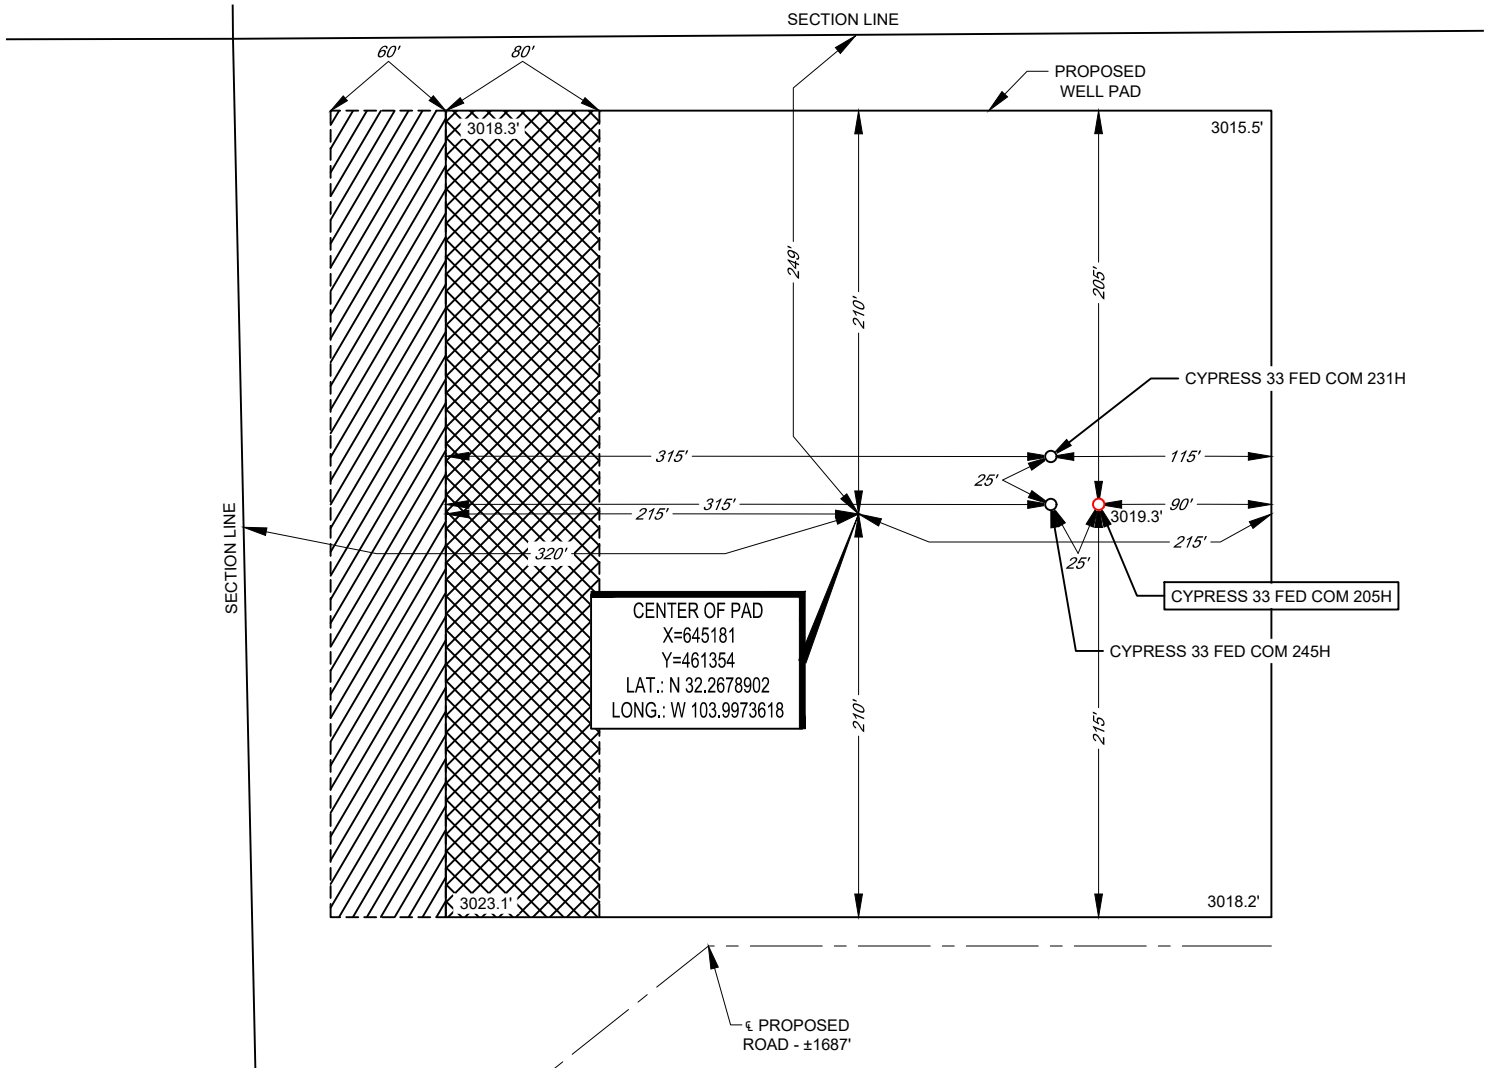 SECTION LINE
60'
80'
PROPOSED
WELL PAD
3018.3'
3015.5'
249'
210'
205'
CYPRESS 33 FED COM 231H
315'
115'
25'
315'
90'
215'
3019.3'
SECTION LINE
320'
25'
215'
CENTER OF PAD
X=645181
Y=461354
LAT.: N 32.2678902
LONG.: W 103.9973618
CYPRESS 33 FED COM 205H
CYPRESS 33 FED COM 245H
210'
215'
3023.1'
3018.2'
℄ PROPOSED
ROAD - ±1687'